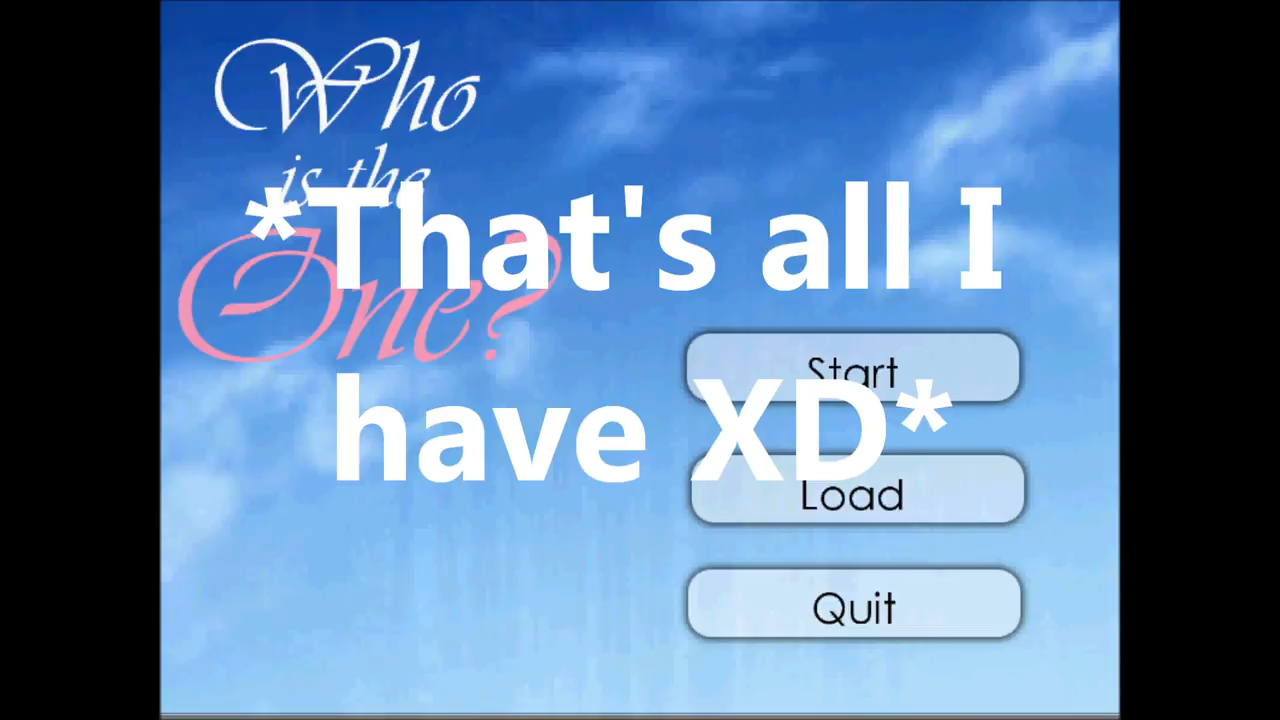 Who
is the
One?
*That's all I
have XD*
Start
Load
Quit